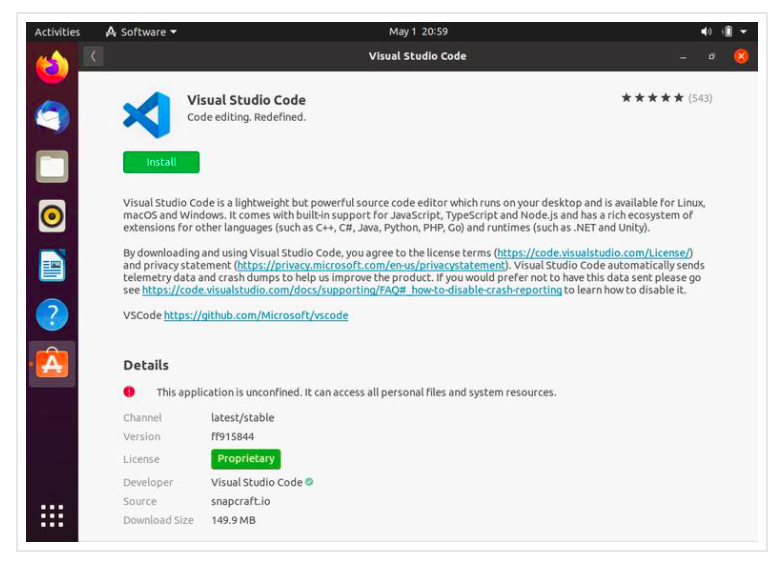 Activities Software May 1 20:59
Visual Studio Code
Visual Studio Code
Code editing. Redefined.
(543)
Install
Visual Studio Code is a lightweight but powerful source code editor which runs on your desktop and is available for Linux,
macOS and Windows. It comes with built-in support for JavaScript, TypeScript and Node.js and has a rich ecosystem of
extensions for other languages (such as C++, C#, Java, Python, PHP, Go) and runtimes (such as .NET and Unity).
By downloading and using Visual Studio Code, you agree to the license terms (https://code.visualstudio.com/License/)
and privacy statement (https://privacy.microsoft.com/en-us/privacystatement). Visual Studio Code automatically sends
telemetry data and crash dumps to help us improve the product. If you would prefer not to have this data sent please go
see https://code.visualstudio.com/docs/supporting/FAQ#_how-to-disable-crash-reporting to learn how to disable it.
VSCode https://github.com/Microsoft/vscode
Details
This application is unconfined. It can access all personal files and system resources.
Channel latest/stable
Version ff915844
License Proprietary
Developer Visual Studio Code
Source snapcraft.io
Download Size 149.9 MB